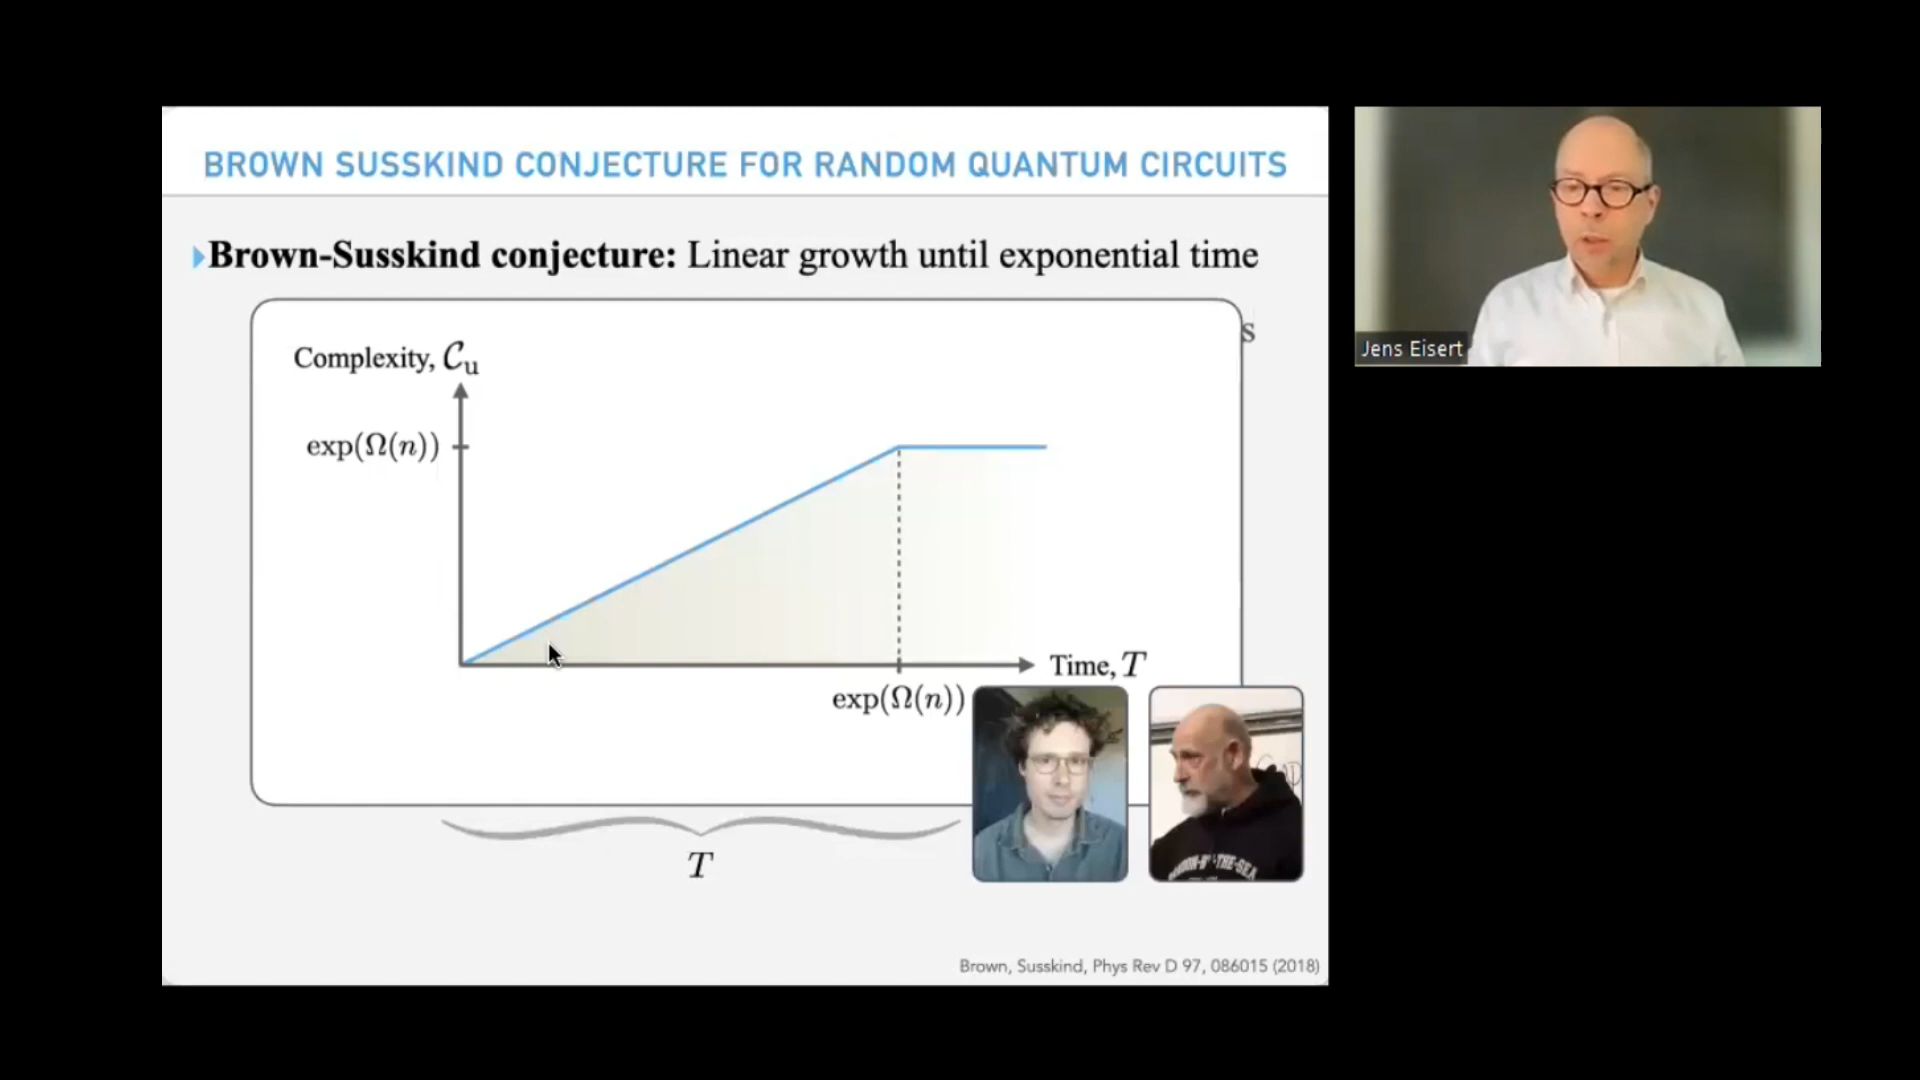 BROWN SUSSKIND CONJECTURE FOR RANDOM QUANTUM CIRCUITS
Brown-Susskind conjecture: Linear growth until exponential time
s
Complexity, 𝒞u
exp(Ω(n))
Time, T
exp(Ω(n))
T
Brown, Susskind, Phys Rev D 97, 086015 (2018)
Jens Eisert